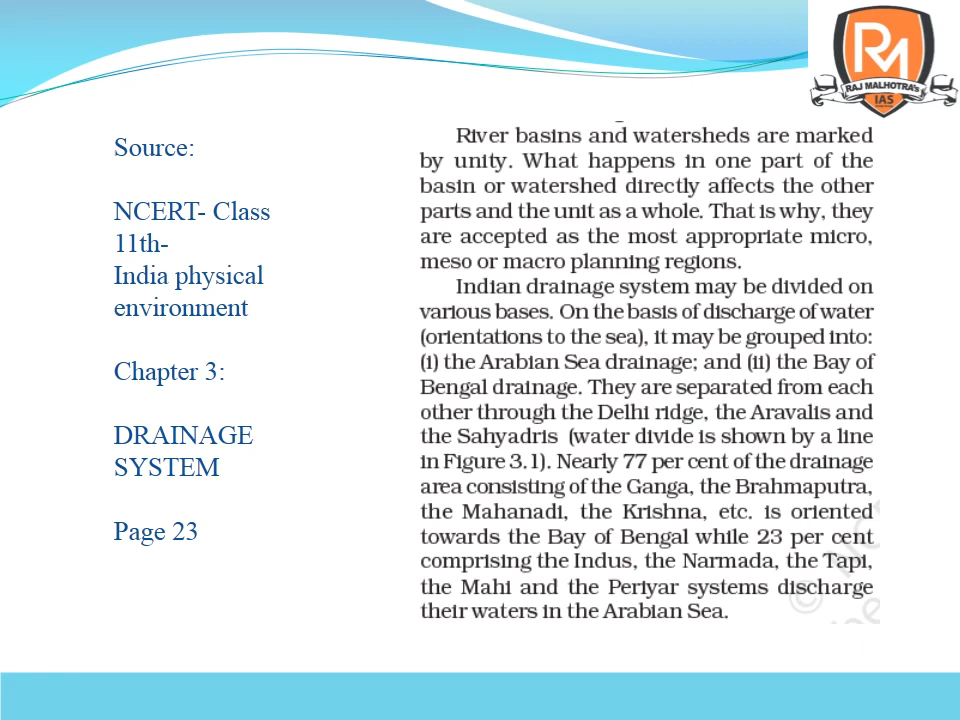 RM
RAJ MALHOTRA's
IAS
Source:
NCERT- Class
11th-
India physical
environment
Chapter 3:
DRAINAGE
SYSTEM
Page 23
River basins and watersheds are marked
by unity. What happens in one part of the
basin or watershed directly affects the other
parts and the unit as a whole. That is why, they
are accepted as the most appropriate micro,
meso or macro planning regions.
Indian drainage system may be divided on
various bases. On the basis of discharge of water
(orientations to the sea), it may be grouped into:
(i) the Arabian Sea drainage; and (ii) the Bay of
Bengal drainage. They are separated from each
other through the Delhi ridge, the Aravalis and
the Sahyadris (water divide is shown by a line
in Figure 3.1). Nearly 77 per cent of the drainage
area consisting of the Ganga, the Brahmaputra,
the Mahanadi, the Krishna, etc. is oriented
towards the Bay of Bengal while 23 per cent
comprising the Indus, the Narmada, the Tapi,
the Mahi and the Periyar systems discharge
their waters in the Arabian Sea.